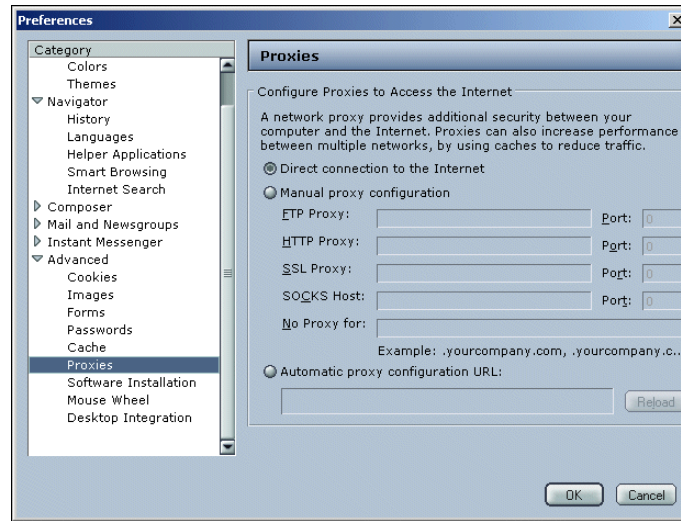 Preferences
Category
Colors
Themes
Navigator
History
Languages
Helper Applications
Smart Browsing
Internet Search
Composer
Mail and Newsgroups
Instant Messenger
Advanced
Cookies
Images
Forms
Passwords
Cache
Proxies
Software Installation
Mouse Wheel
Desktop Integration
Proxies
Configure Proxies to Access the Internet
A network proxy provides additional security between your
computer and the Internet. Proxies can also increase performance
between multiple networks, by using caches to reduce traffic.
Direct connection to the Internet
Manual proxy configuration
FTP Proxy: Port: 0
HTTP Proxy: Port: 0
SSL Proxy: Port: 0
SOCKS Host: Port: 0
No Proxy for:
Example: .yourcompany.com, .yourcompany.c...
Automatic proxy configuration URL:
Reload
OK Cancel